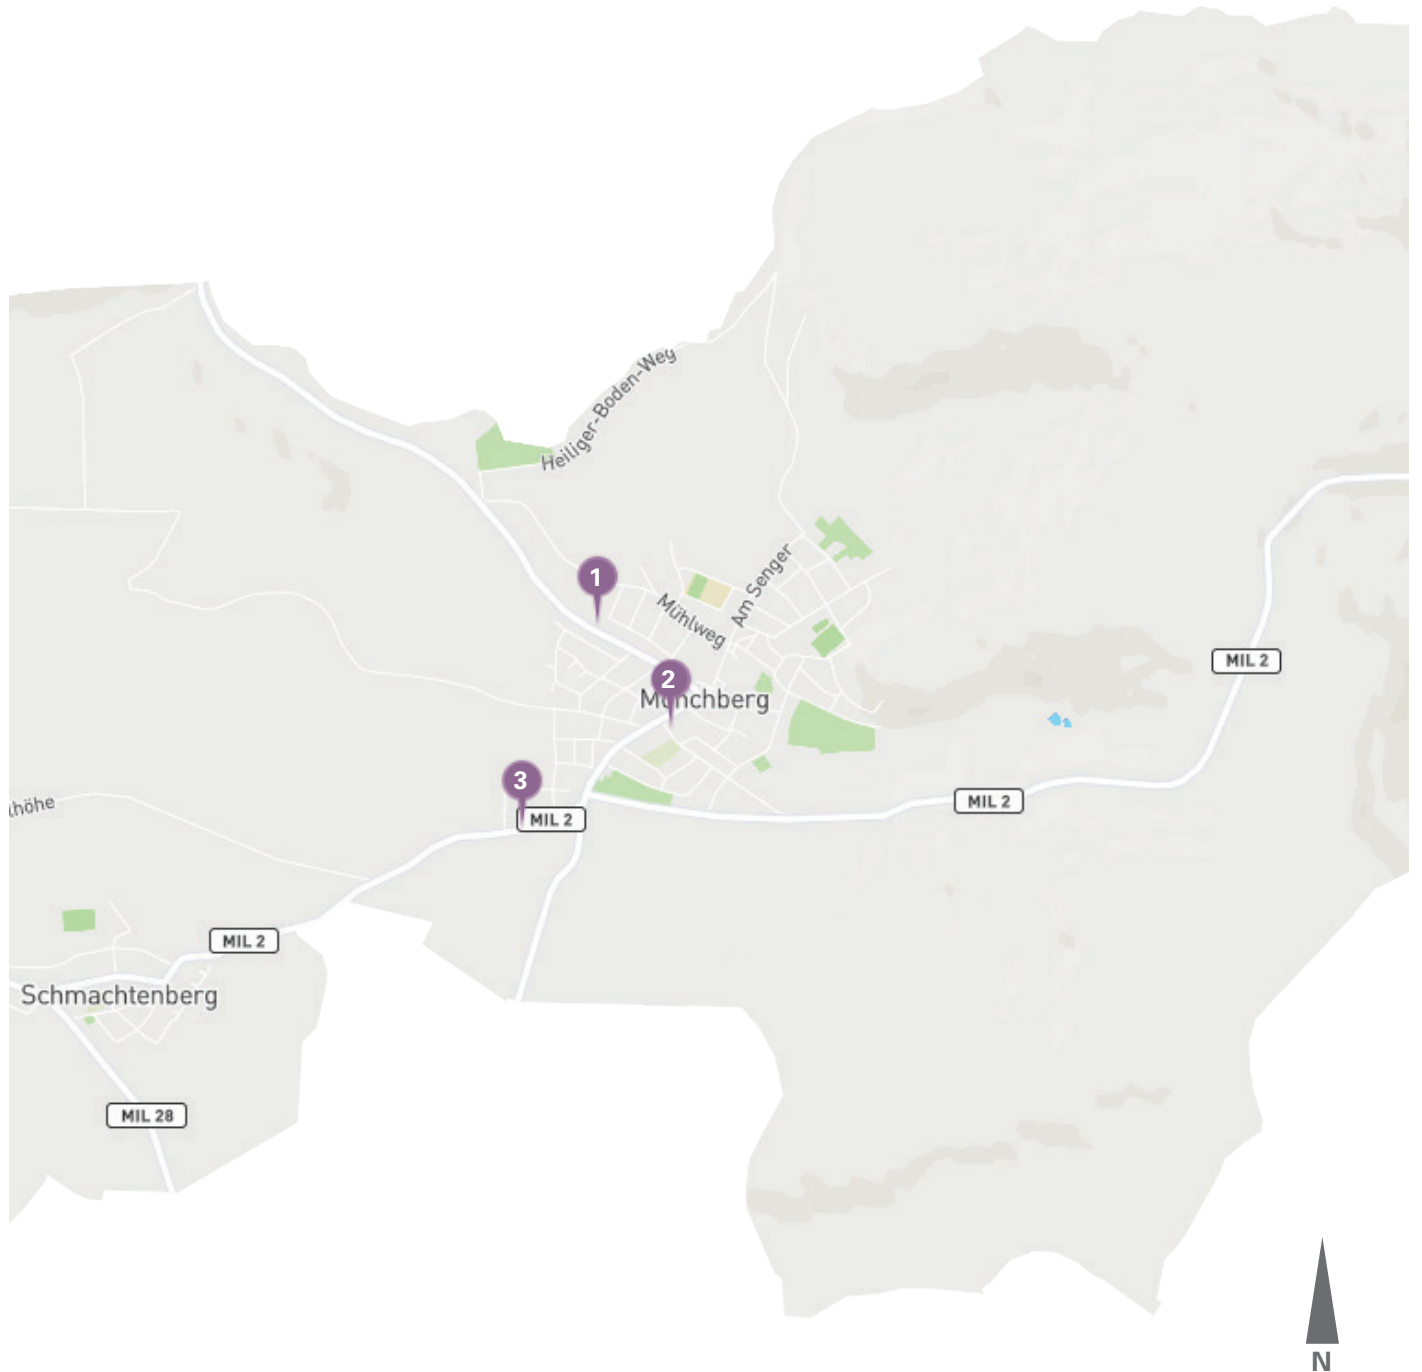 Heiliger-Boden-Weg
Am Senger
1
Mühlweg
MIL 2
2
Mönchberg
3
MIL 2
MIL 2
höhe
MIL 2
Schmachtenberg
MIL 28
N